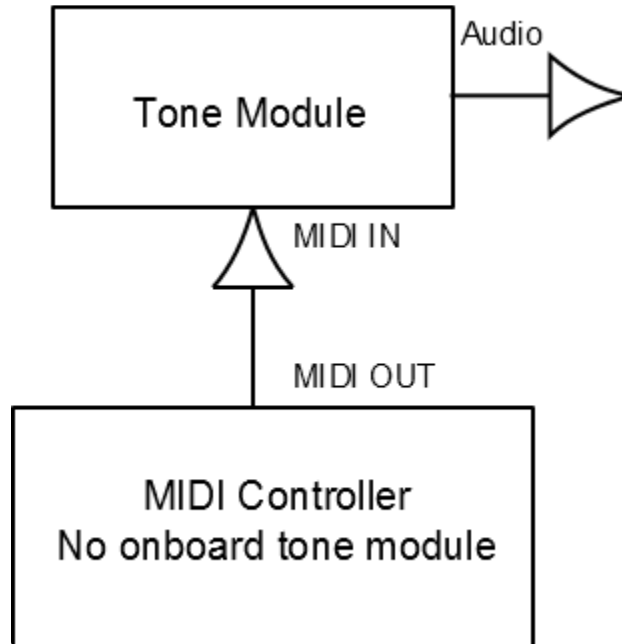 Audio
Tone Module
MIDI IN
MIDI OUT
MIDI Controller
No onboard tone module